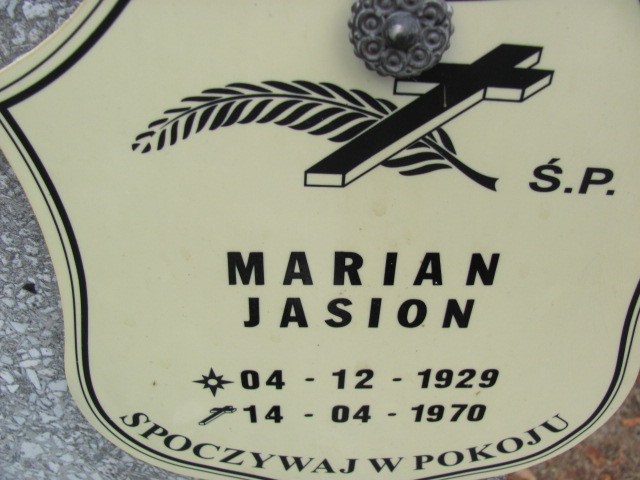 Ś.P.
MARIAN
JASION
04 - 12 - 1929
14 - 04 - 1970
SPOCZYWAJ W POKOJU